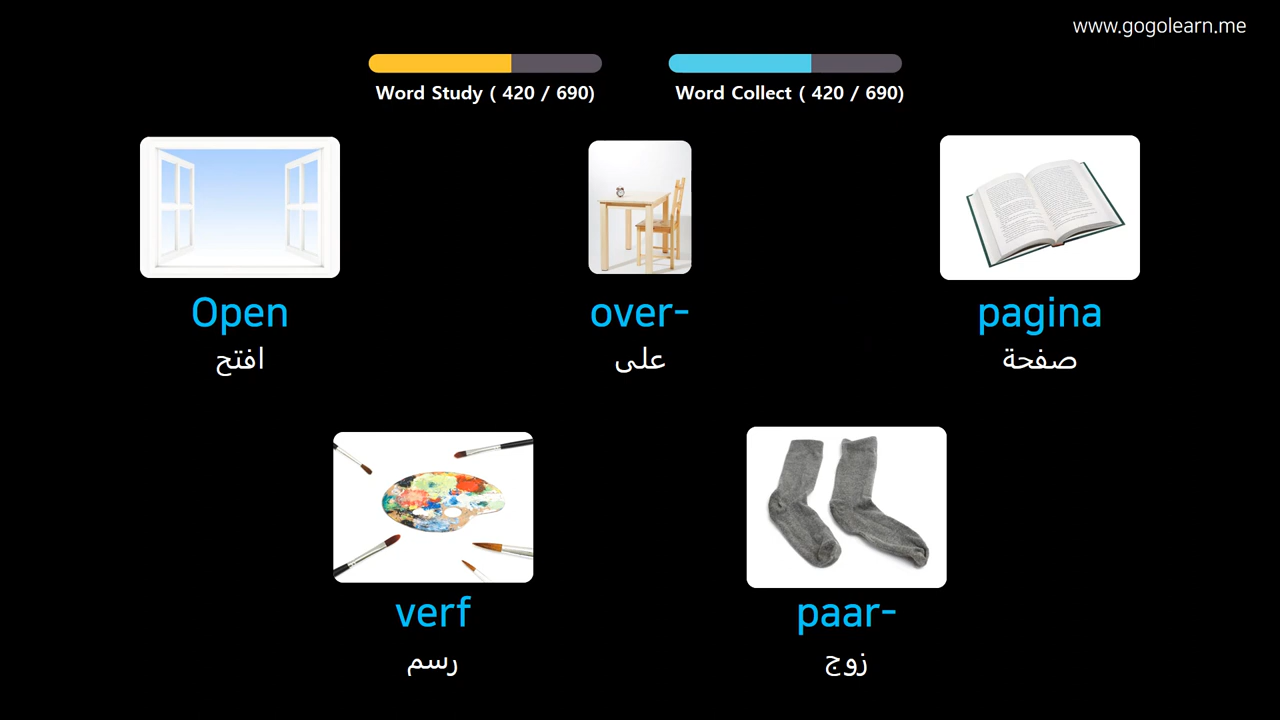 www.gogolearn.me
Word Study ( 420 / 690)
Word Collect ( 420 / 690)
Open
افتح
over-
على
pagina
صفحة
verf
رسم
paar-
زوج